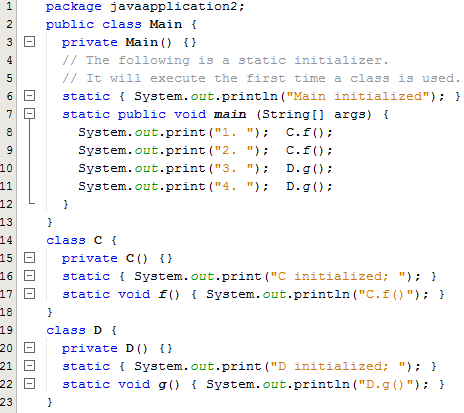 1 package javaapplication2;
2 public class Main {
3 private Main() {}
4 // The following is a static initializer.
5 // It will execute the first time a class is used.
6 static { System.out.println("Main initialized"); }
7 static public void main (String[] args) {
8 System.out.print("1. ");  C.f();
9 System.out.print("2. ");  C.f();
10 System.out.print("3. ");  D.g();
11 System.out.print("4. ");  D.g();
12 }
13 }
14 class C {
15 private C() {}
16 static { System.out.print("C initialized; "); }
17 static void f() { System.out.println("C.f()"); }
18 }
19 class D {
20 private D() {}
21 static { System.out.print("D initialized; "); }
22 static void g() { System.out.println("D.g()"); }
23 }